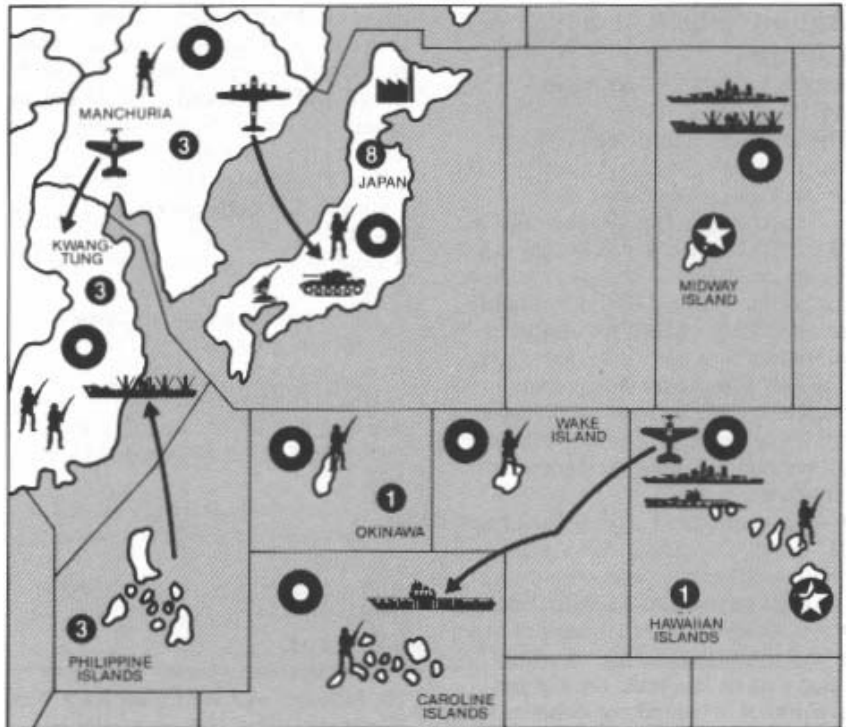 MANCHURIA
3
8
JAPAN
KWANG-
TUNG
3
MIDWAY
ISLAND
WAKE
ISLAND
1
OKINAWA
1
HAWAIIAN
ISLANDS
3
PHILIPPINE
ISLANDS
CAROLINE
ISLANDS